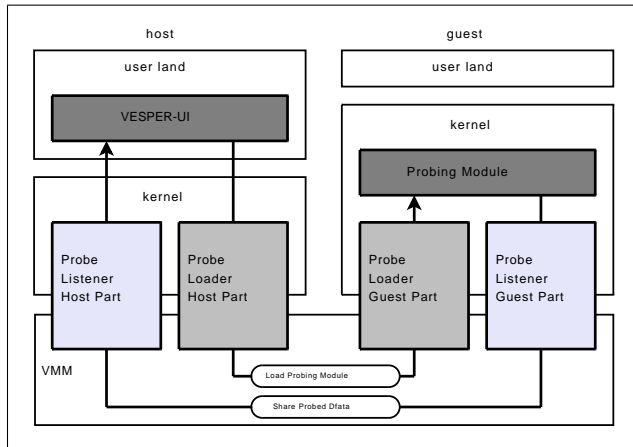 host
guest
user land
user land
VESPER-UI
kernel
Probing Module
kernel
Probe
Listener
Host Part
Probe
Loader
Host Part
Probe
Loader
Guest Part
Probe
Listener
Guest Part
VMM
Load Probing Module
Share Probed Dfata